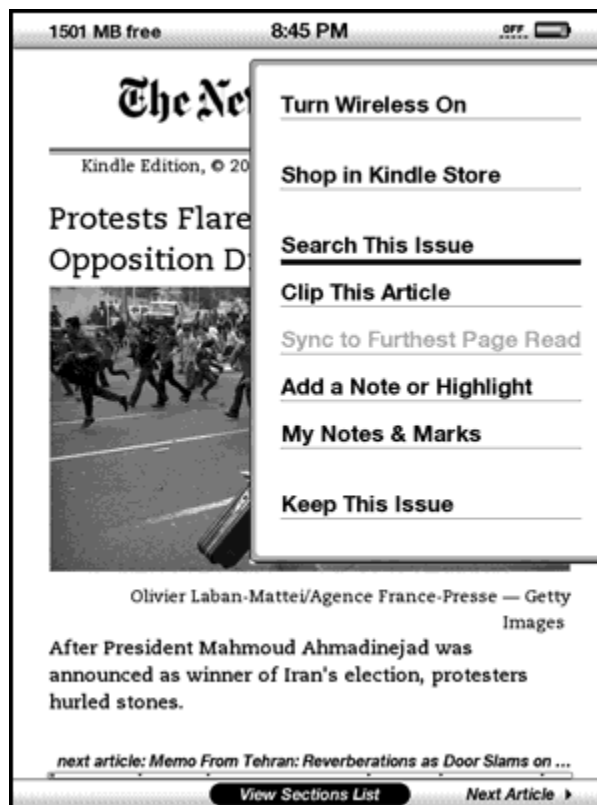 1501 MB free 8:45 PM OFF
The Ne
Kindle Edition, © 20
Protests Flare
Opposition D
Turn Wireless On
Shop in Kindle Store
Search This Issue
Clip This Article
Sync to Furthest Page Read
Add a Note or Highlight
My Notes & Marks
Keep This Issue
Olivier Laban-Mattei/Agence France-Presse — Getty
Images
After President Mahmoud Ahmadinejad was
announced as winner of Iran's election, protesters
hurled stones.
next article: Memo From Tehran: Reverberations as Door Slams on ...
View Sections List Next Article